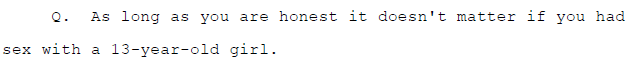 Q. As long as you are honest it doesn't matter if you had
sex with a 13-year-old girl.